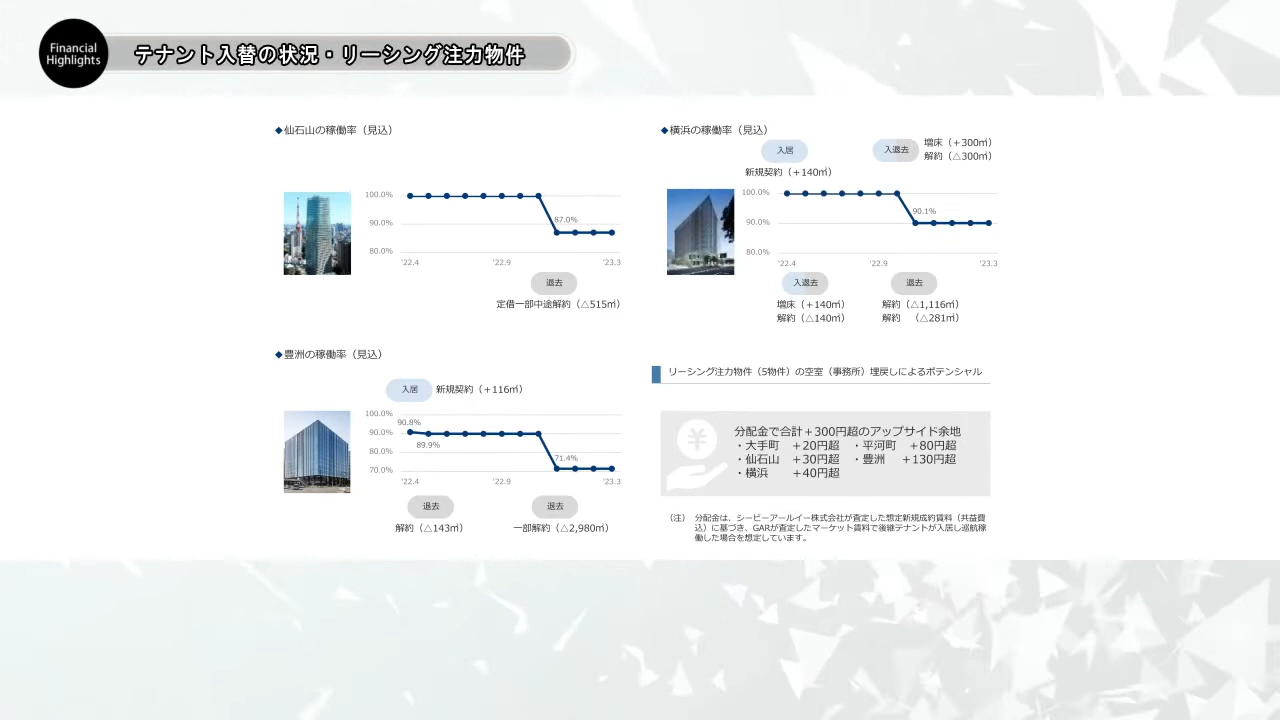 Financial
Highlights
テナント入替の状況・リーシング注力物件
◆仙石山の稼働率（見込）
100.0%
90.0%
80.0%
87.0%
'22.4
'22.9
'23.3
退去
定借一部中途解約（△515㎡）
◆横浜の稼働率（見込）
入居
新規契約（＋140㎡）
入退去
増床（＋300㎡）
解約（△300㎡）
100.0%
90.0%
80.0%
90.1%
'22.4
'22.9
'23.3
入退去
増床（＋140㎡）
解約（△140㎡）
退去
解約（△1,116㎡）
解約　（△281㎡）
◆豊洲の稼働率（見込）
入居
新規契約（＋116㎡）
100.0%
90.0%
80.0%
70.0%
90.8%
89.9%
71.4%
'22.4
'22.9
'23.3
退去
解約（△143㎡）
退去
一部解約（△2,980㎡）
リーシング注力物件（5物件）の空室（事務所）埋戻しによるポテンシャル
¥
分配金で合計＋300円超のアップサイド余地
・大手町　＋20円超　・平河町　＋80円超
・仙石山　＋30円超　・豊洲　＋130円超
・横浜　　＋40円超
（注）　分配金は、シービーアールイー株式会社が査定した想定新規成約賃料（共益費
込）に基づき、GARが査定したマーケット賃料で後継テナントが入居し巡航稼
働した場合を想定しています。